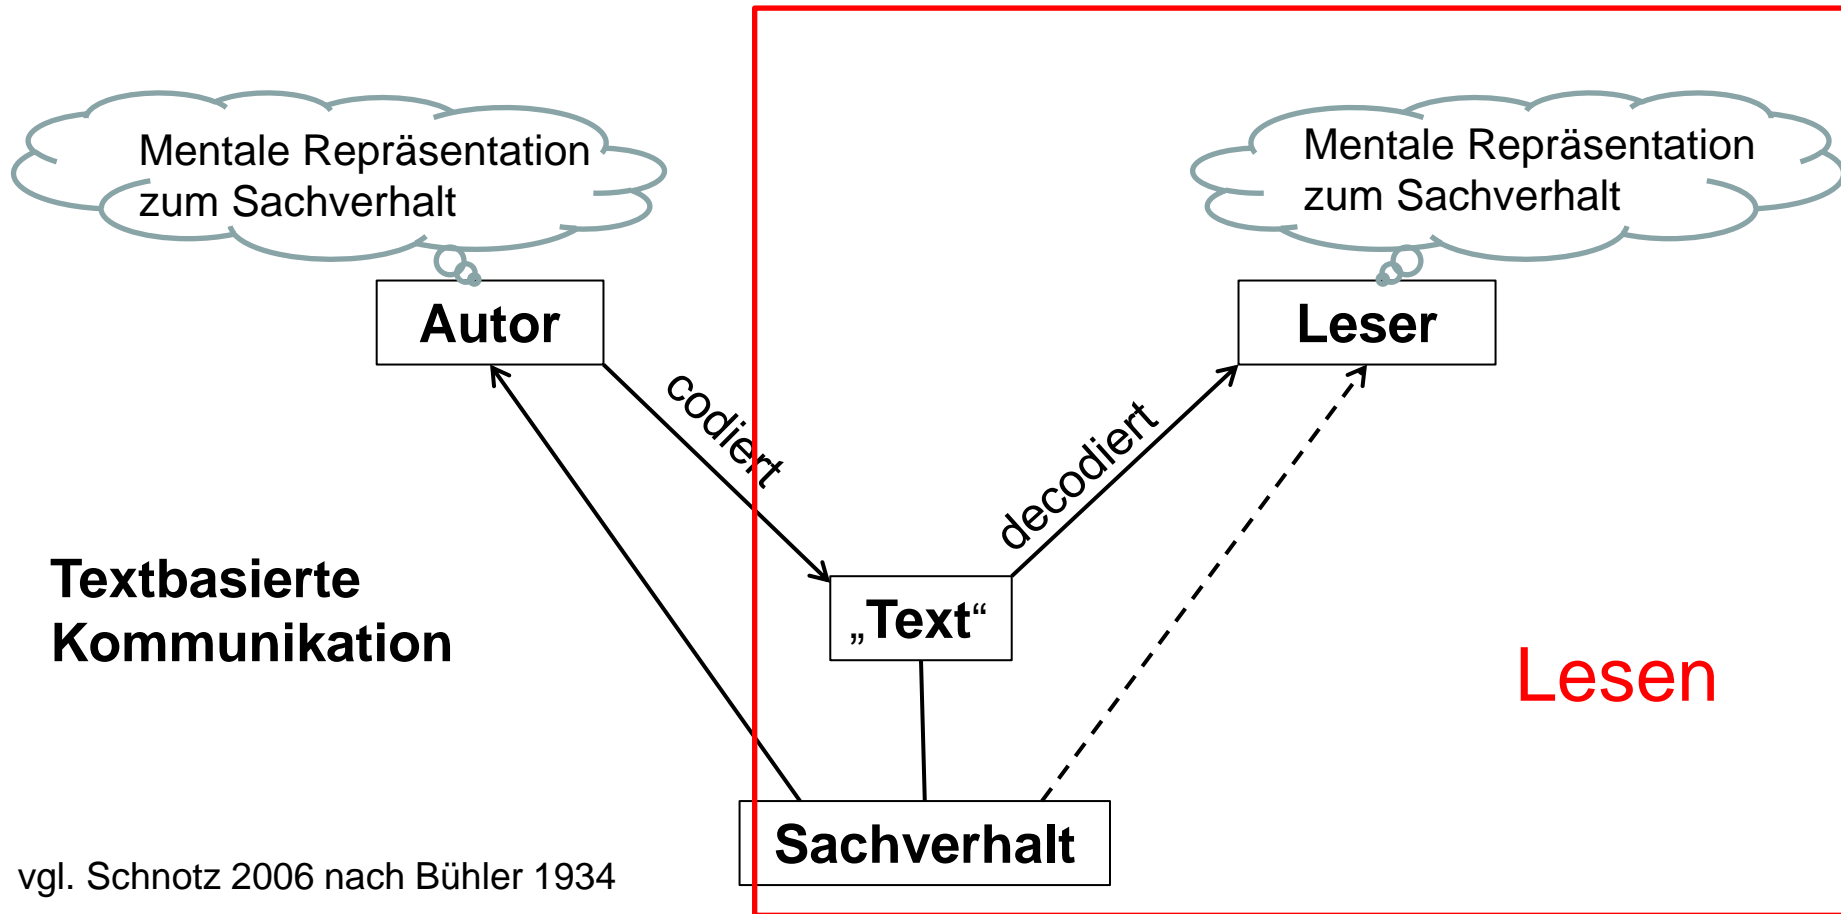 Mentale Repräsentation
zum Sachverhalt
Mentale Repräsentation
zum Sachverhalt
Autor
Leser
codiert
decodiert
Textbasierte
Kommunikation
„Text“
Lesen
Sachverhalt
vgl. Schnotz 2006 nach Bühler 1934